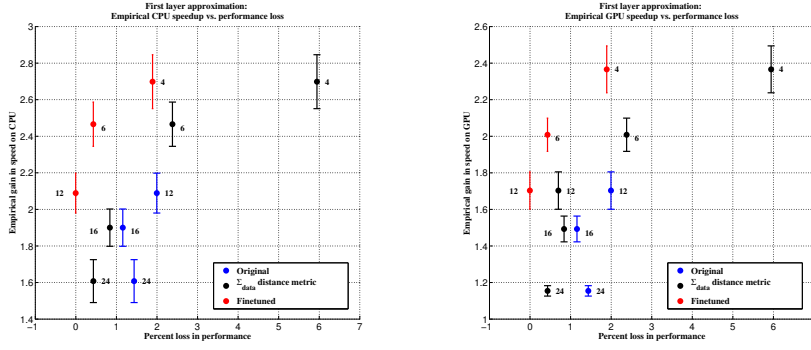 First layer approximation:
Empirical CPU speedup vs. performance loss
3
2.8
2.6
2.4
2.2
2
1.8
1.6
1.4
Empirical gain in speed on CPU
4
4
6
6
12
12
16
16
24
24
Original
Σdata distance metric
Finetuned
−1 0 1 2 3 4 5 6 7
Percent loss in performance
First layer approximation:
Empirical GPU speedup vs. performance loss
2.6
2.4
2.2
2
1.8
1.6
1.4
1.2
1
Empirical gain in speed on GPU
4
4
6
6
12
12
12
16
16
24
24
Original
Σdata distance metric
Finetuned
−1 0 1 2 3 4 5 6
Percent loss in performance